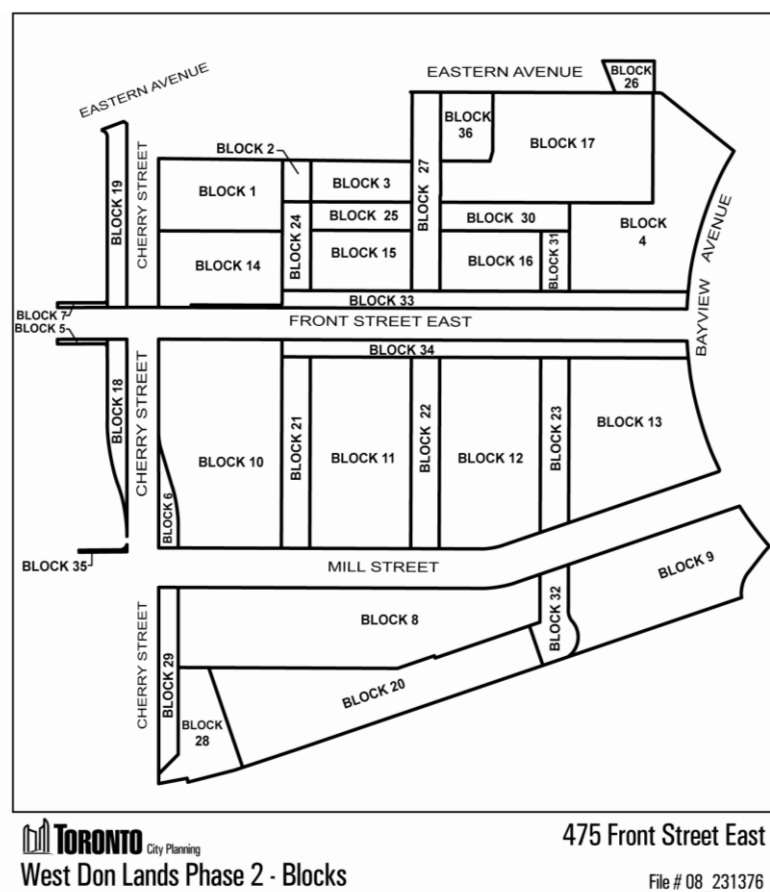 EASTERN AVENUE
EASTERN AVENUE
BLOCK
26
BLOCK
36
BLOCK 2
BLOCK 17
BLOCK 19
CHERRY STREET
BLOCK 1
BLOCK 3
BLOCK 27
BLOCK 24
BLOCK 25
BLOCK 30
BLOCK
4
BAYVIEW AVENUE
BLOCK 14
BLOCK 15
BLOCK 16
BLOCK 31
BLOCK 33
BLOCK 7
BLOCK 5
FRONT STREET EAST
BLOCK 34
BLOCK 18
CHERRY STREET
BLOCK 6
BLOCK 10
BLOCK 21
BLOCK 11
BLOCK 22
BLOCK 12
BLOCK 23
BLOCK 13
BLOCK 35
MILL STREET
BLOCK 9
BLOCK 8
BLOCK 32
CHERRY STREET
BLOCK 29
BLOCK 20
BLOCK
28
TORONTO City Planning
475 Front Street East
West Don Lands Phase 2 - Blocks
File # 08 231376